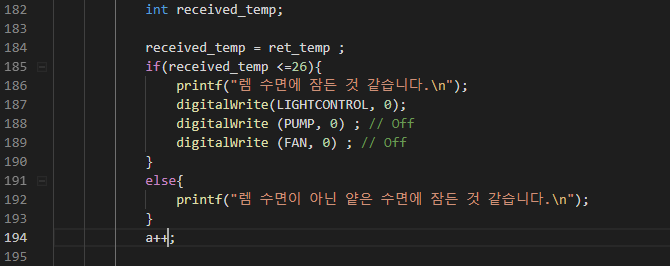 182 int received_temp;
183
184 received_temp = ret_temp ;
185 if(received_temp <=26){
186 printf("렘 수면에 잠든 것 같습니다.\n");
187 digitalWrite(LIGHTCONTROL, 0);
188 digitalWrite (PUMP, 0) ; // Off
189 digitalWrite (FAN, 0) ; // Off
190 }
191 else{
192 printf("렘 수면이 아닌 얕은 수면에 잠든 것 같습니다.\n");
193 }
194 a++;
195